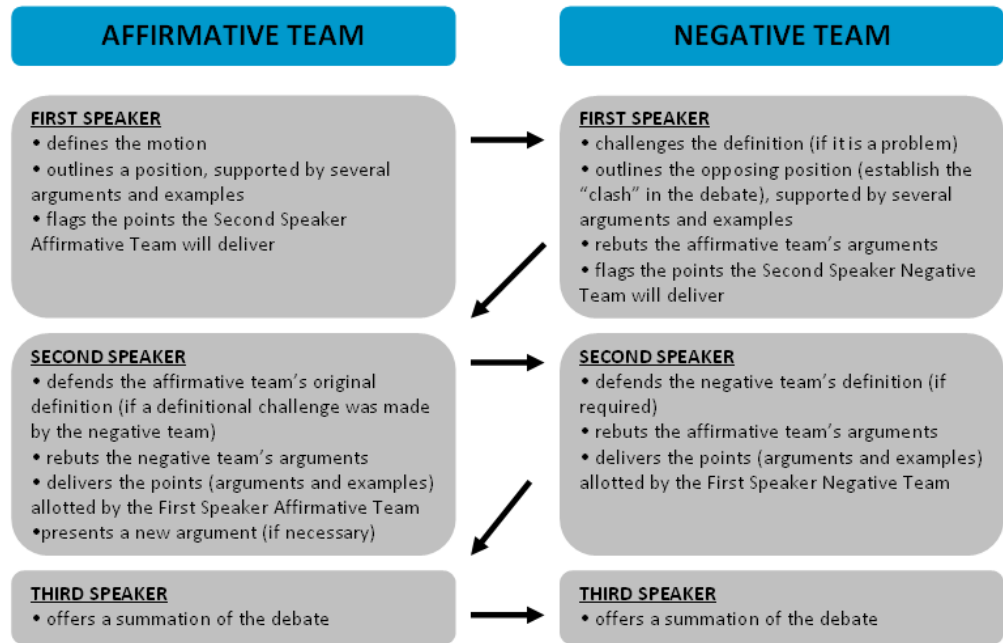 AFFIRMATIVE TEAM
NEGATIVE TEAM
FIRST SPEAKER
• defines the motion
• outlines a position, supported by several
arguments and examples
• flags the points the Second Speaker
Affirmative Team will deliver
FIRST SPEAKER
• challenges the definition (if it is a problem)
• outlines the opposing position (establish the
“clash” in the debate), supported by several
arguments and examples
• rebuts the affirmative team’s arguments
• flags the points the Second Speaker Negative
Team will deliver
SECOND SPEAKER
• defends the affirmative team’s original
definition (if a definitional challenge was made
by the negative team)
• rebuts the negative team’s arguments
• delivers the points (arguments and examples)
allotted by the First Speaker Affirmative Team
•presents a new argument (if necessary)
SECOND SPEAKER
• defends the negative team’s definition (if
required)
• rebuts the affirmative team’s arguments
• delivers the points (arguments and examples)
allotted by the First Speaker Negative Team
THIRD SPEAKER
• offers a summation of the debate
THIRD SPEAKER
• offers a summation of the debate